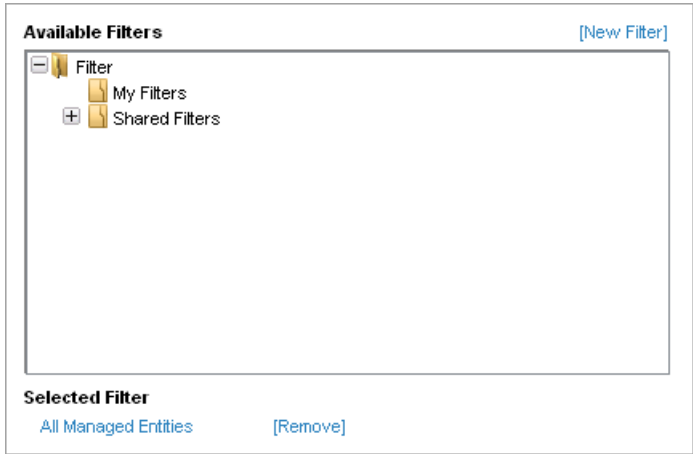 Available Filters [New Filter]
Filter
My Filters
Shared Filters
Selected Filter
All Managed Entities [Remove]